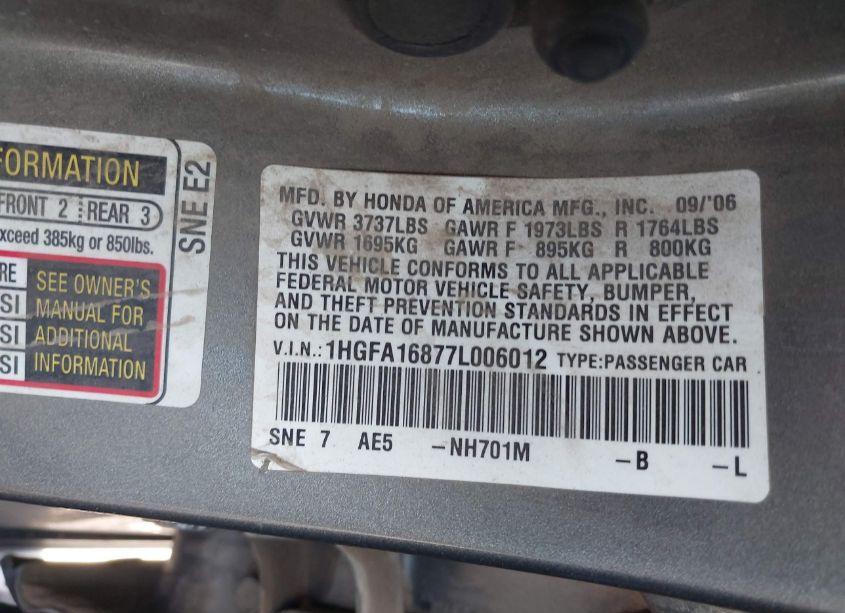 FORMATION
FRONT 2 REAR 3
exceed 385kg or 850lbs.
RE
SI
SI
SI
SEE OWNER'S
MANUAL FOR
ADDITIONAL
INFORMATION
SNE E2
MFD. BY HONDA OF AMERICA MFG., INC. 09/'06
GVWR 3737LBS GAWR F 1973LBS R 1764LBS
GVWR 1695KG GAWR F 895KG R 800KG
THIS VEHICLE CONFORMS TO ALL APPLICABLE
FEDERAL MOTOR VEHICLE SAFETY, BUMPER,
AND THEFT PREVENTION STANDARDS IN EFFECT
ON THE DATE OF MANUFACTURE SHOWN ABOVE.
V.I.N.: 1HGFA16877L006012 TYPE:PASSENGER CAR
SNE 7 AE5 -NH701M -B -L